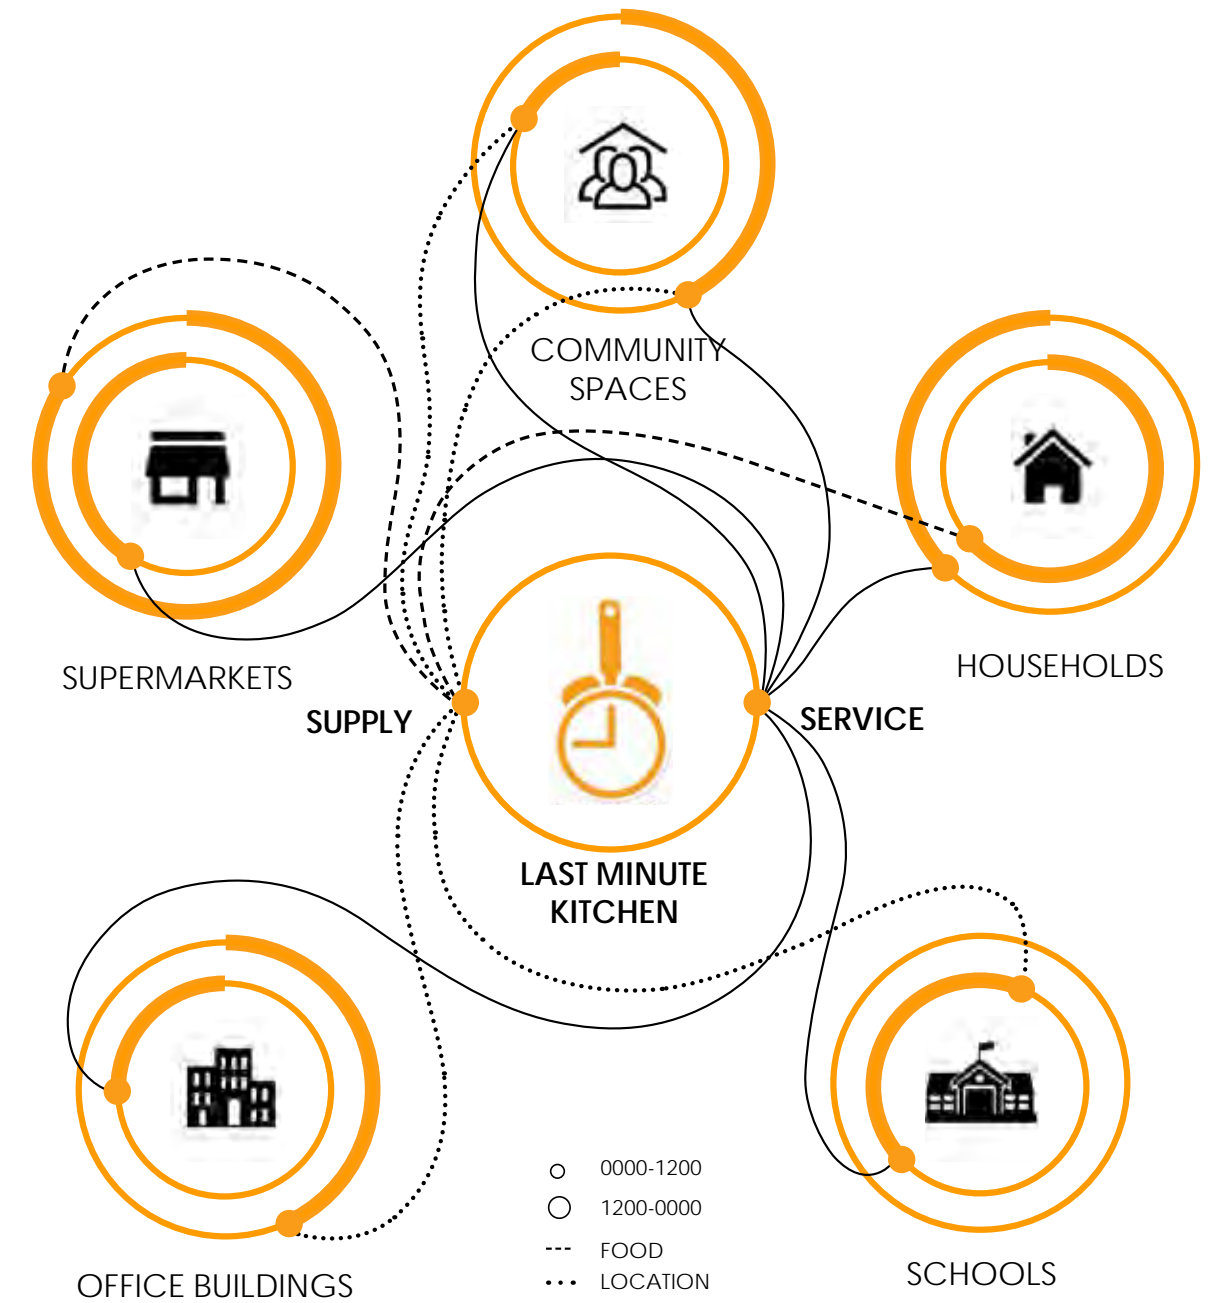 COMMUNITY
SPACES
SUPERMARKETS
HOUSEHOLDS
SUPPLY
SERVICE
LAST MINUTE
KITCHEN
0000-1200
1200-0000
FOOD
LOCATION
OFFICE BUILDINGS
SCHOOLS